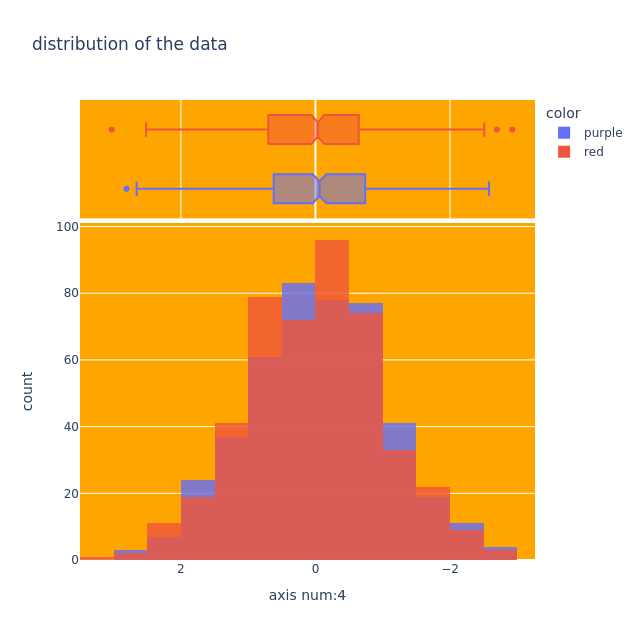 distribution of the data
color
purple
red
100
80
60
40
20
0
count
2
0
−2
axis num:4